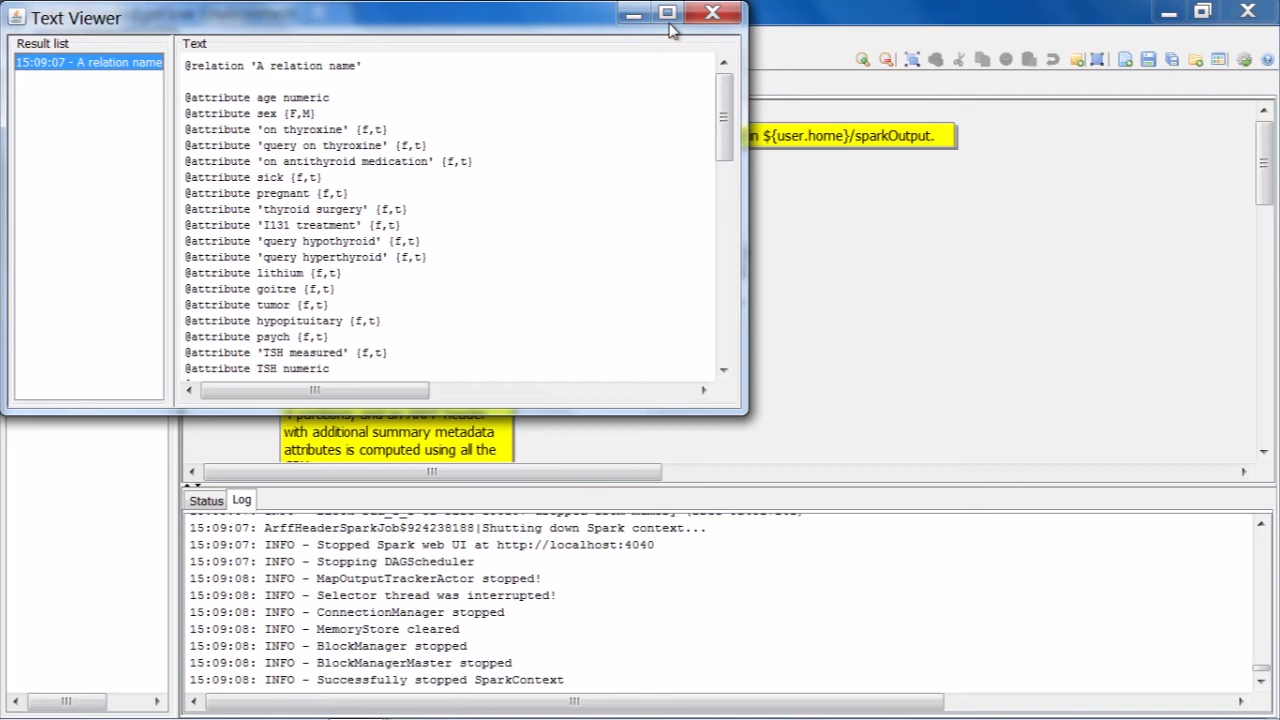 Text Viewer
Result list
15:09:07 - A relation name
Text
@relation 'A relation name'
@attribute age numeric
@attribute sex {F,M}
@attribute 'on thyroxine' {f,t}
@attribute 'query on thyroxine' {f,t}
@attribute 'on antithyroid medication' {f,t}
@attribute sick {f,t}
@attribute pregnant {f,t}
@attribute 'thyroid surgery' {f,t}
@attribute 'I131 treatment' {f,t}
@attribute 'query hypothyroid' {f,t}
@attribute 'query hyperthyroid' {f,t}
@attribute lithium {f,t}
@attribute goitre {f,t}
@attribute tumor {f,t}
@attribute hypopituitary {f,t}
@attribute psych {f,t}
@attribute 'TSH measured' {f,t}
@attribute TSH numeric
in ${user.home}/sparkOutput.
with additional summary metadata
attributes is computed using all the
Status
Log
15:09:07: ArffHeaderSparkJob$924238188|Shutting down Spark context...
15:09:07: INFO - Stopped Spark web UI at http://localhost:4040
15:09:07: INFO - Stopping DAGScheduler
15:09:08: INFO - MapOutputTrackerActor stopped!
15:09:08: INFO - Selector thread was interrupted!
15:09:08: INFO - ConnectionManager stopped
15:09:08: INFO - MemoryStore cleared
15:09:08: INFO - BlockManager stopped
15:09:08: INFO - BlockManagerMaster stopped
15:09:08: INFO - Successfully stopped SparkContext